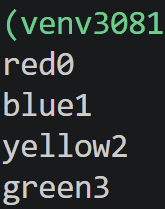 (venv3081
red0
blue1
yellow2
green3